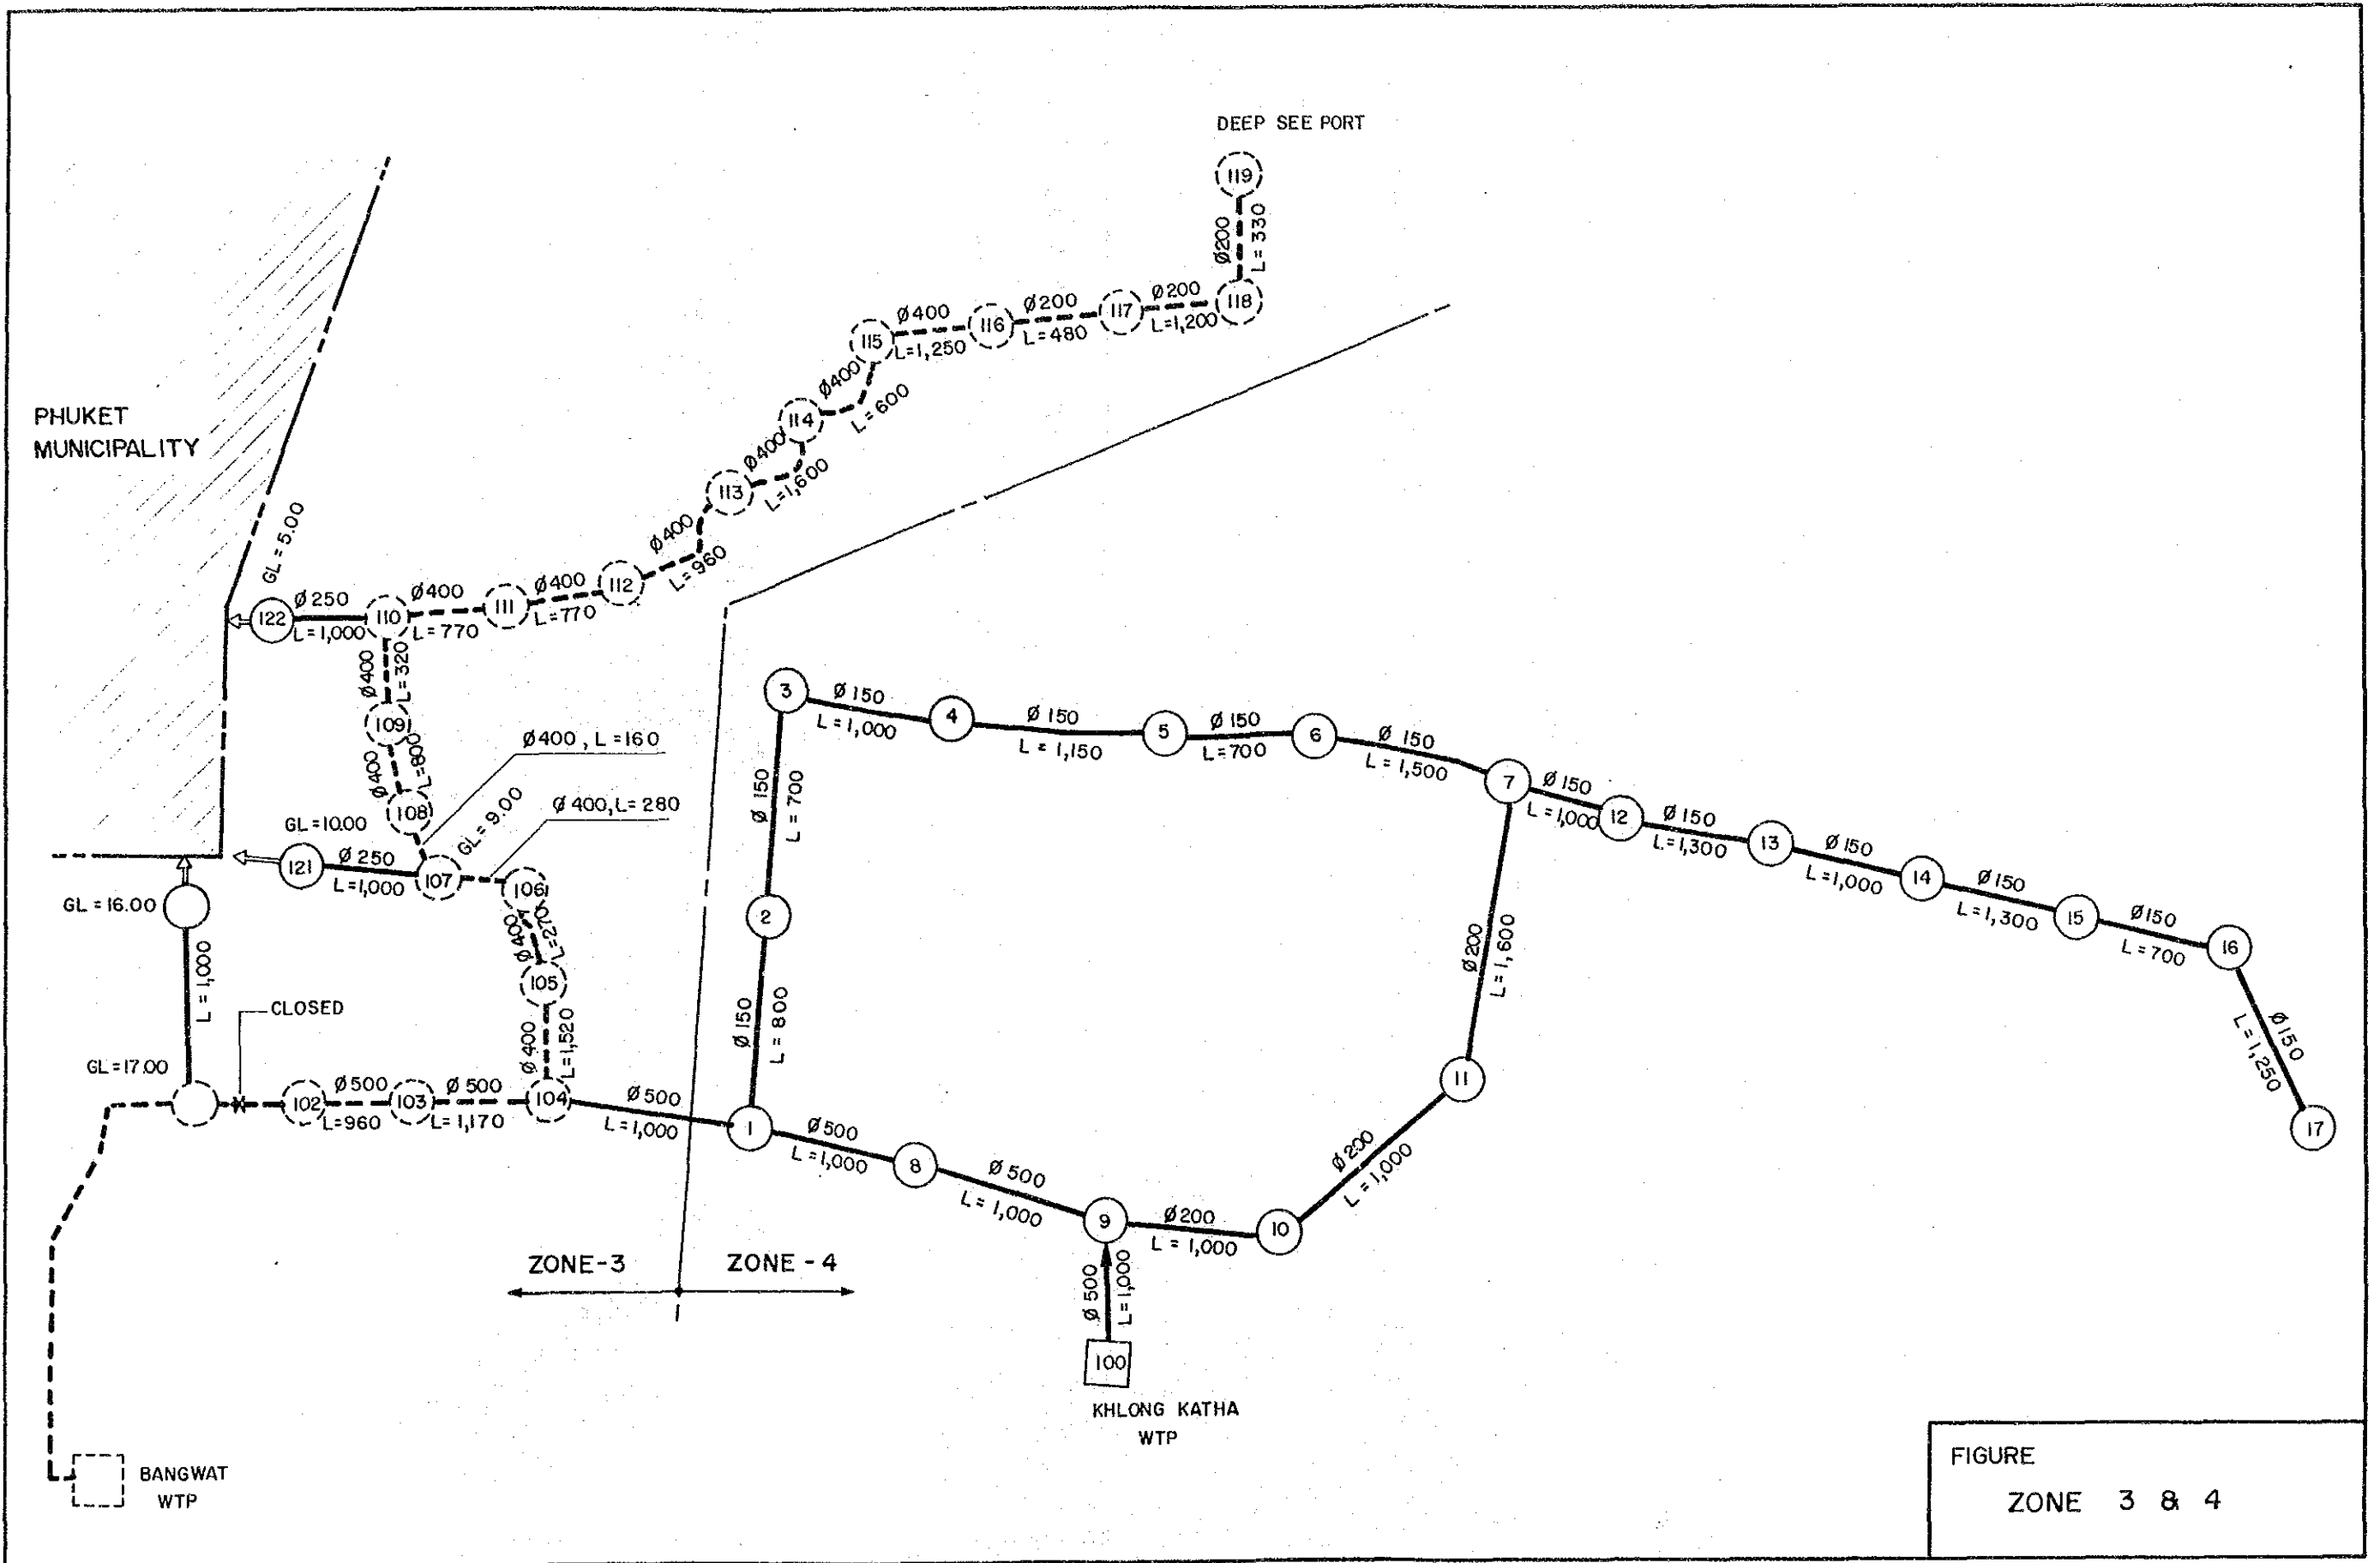 DEEP SEE PORT
119
Ø200
L=330
118
Ø200
L=1,200
117
Ø200
L=480
116
Ø400
L=1,250
115
Ø400
L=600
114
Ø400
L=1,600
113
Ø400
L=960
112
Ø400
L=770
111
Ø400
L=770
110
PHUKET
MUNICIPALITY
GL=5.00
122
Ø250
L=1,000
Ø400
L=320
109
Ø400
L=800
108
Ø400, L=160
Ø400, L=280
GL=10.00
GL=9.00
121
Ø250
L=1,000
107
106
Ø400
L=270
105
Ø400
L=1,520
104
GL=16.00
L=1,000
CLOSED
GL=17.00
102
Ø500
L=960
103
Ø500
L=1,170
Ø500
L=1,000
1
Ø150
L=800
2
Ø150
L=700
3
Ø150
L=1,000
4
Ø150
L=1,150
5
Ø150
L=700
6
Ø150
L=1,500
7
Ø150
L=1,000
12
Ø150
L=1,300
13
Ø150
L=1,000
14
Ø150
L=1,300
15
Ø150
L=700
16
Ø150
L=1,250
17
Ø200
L=1,600
11
Ø200
L=1,000
10
Ø200
L=1,000
9
Ø500
L=1,000
8
Ø500
L=1,000
Ø500
L=1,000
100
KHLONG KATHA
WTP
ZONE-3
ZONE-4
BANGWAT
WTP
FIGURE
ZONE 3 & 4